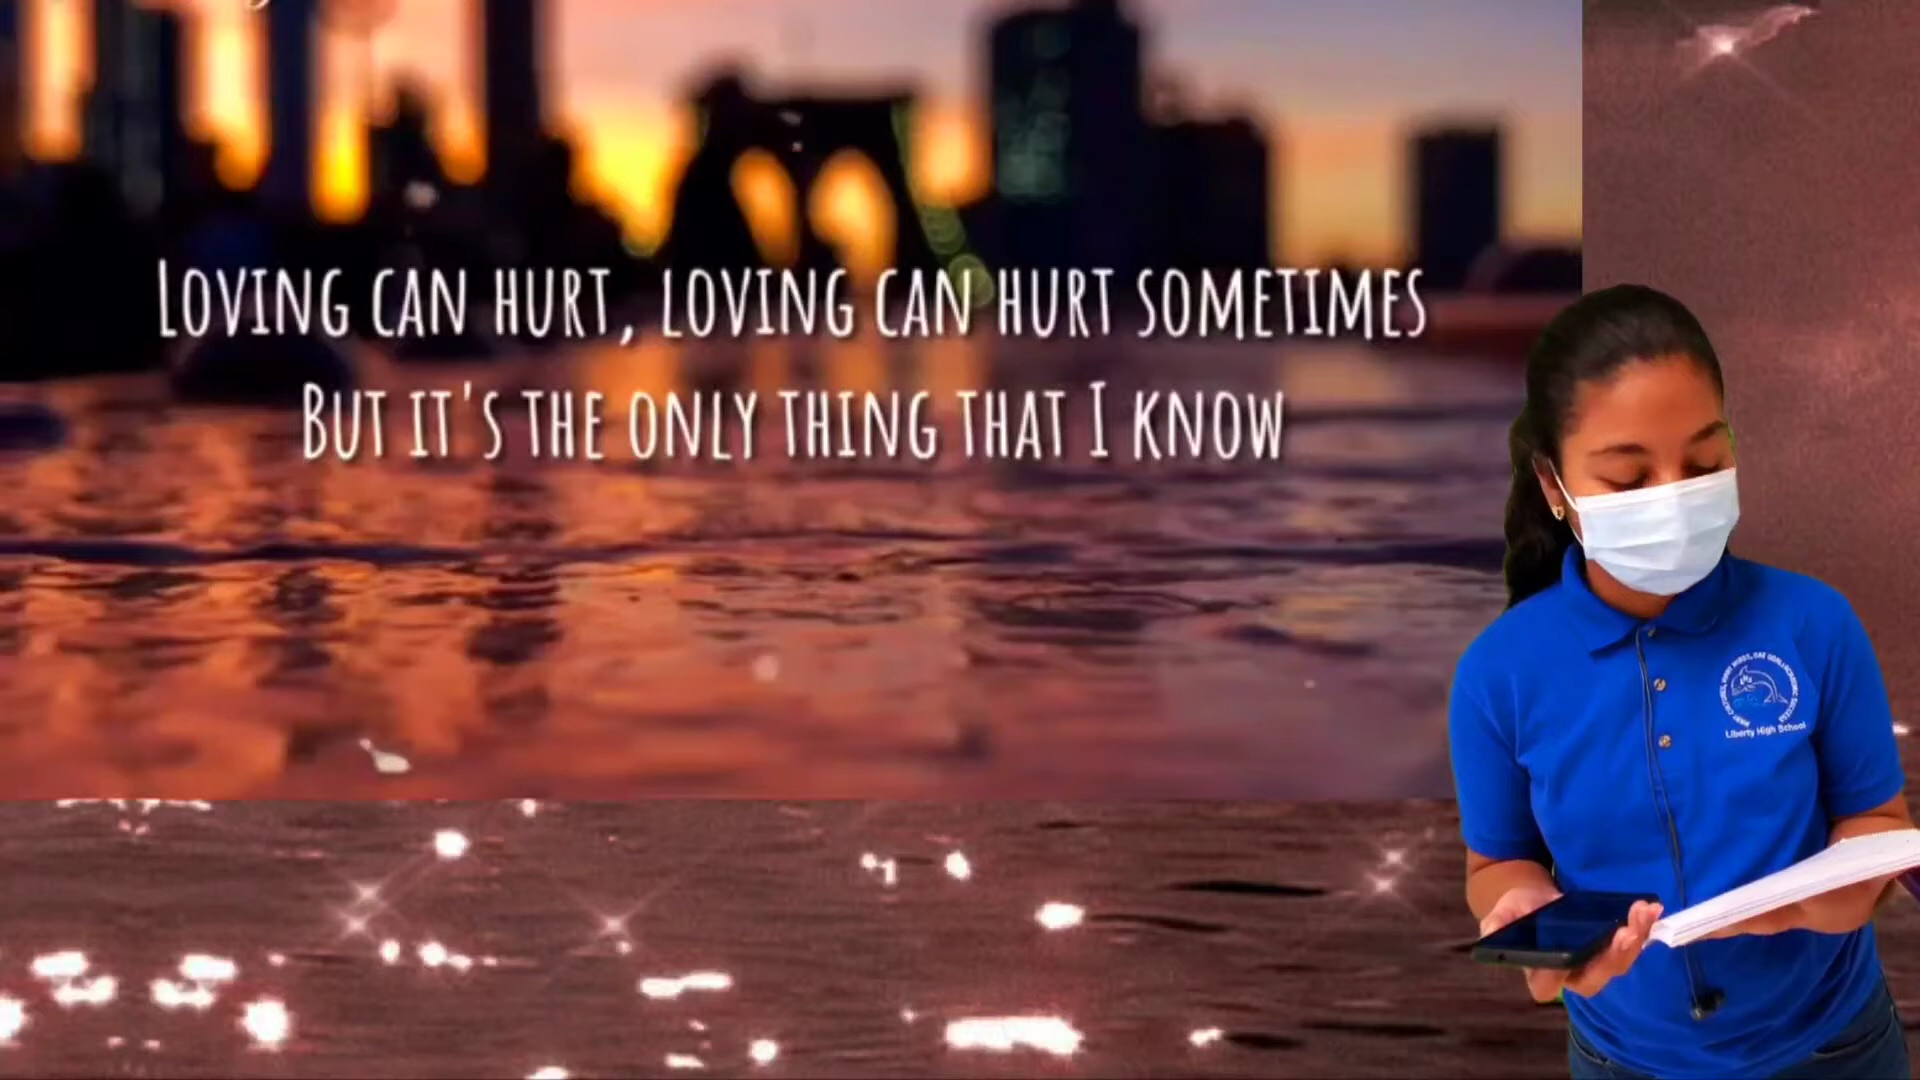 Loving can hurt, loving can hurt sometimes
But it's the only thing that I know
Liberty High School